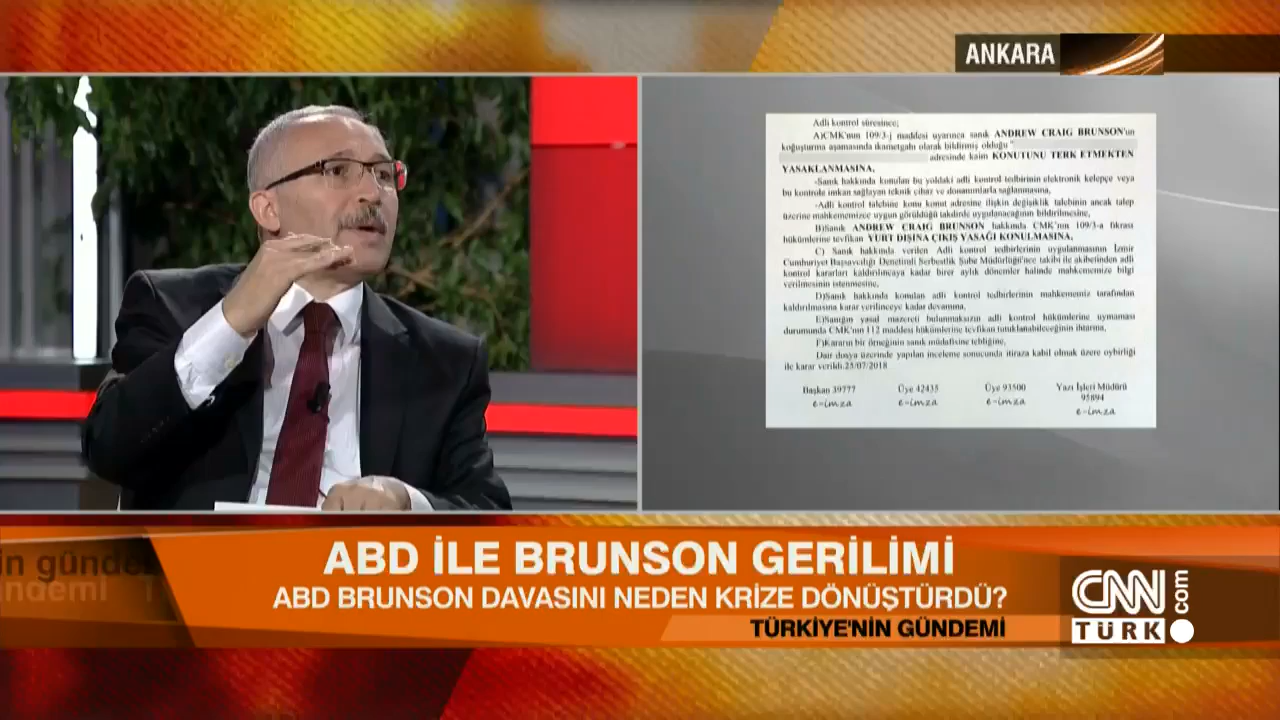 ANKARA
Adli kontrol süresince;
A)CMK'nın 109/3-j maddesi uyarınca sanık ANDREW CRAIG BRUNSON'un
koğuşturma aşamasında ikametgahı olarak bildirmiş olduğu "
adresinde kaim KONUTUNU TERK ETMEKTEN
YASAKLANMASINA,
-Sanık hakkında konulan bu yoldaki adli kontrol tedbirinin elektronik kelepçe veya
bu kontrole imkan sağlayan teknik cihaz ve donanımlarla sağlanmasına,
-Adli kontrol talebine konu konut adresine ilişkin değişiklik talebinin ancak talep
üzerine mahkememizce uygun görüldüğü takdirde uygulanacağının bildirilmesine,
B)Sanık ANDREW CRAIG BRUNSON hakkında CMK'nın 109/3-a fıkrası
hükümlerine tevfikan YURT DIŞINA ÇIKIŞ YASAĞI KONULMASINA,
C) Sanık hakkında verilen Adli kontrol tedbirlerinin uygulanmasının İzmir
Cumhuriyet Başsavcılığı Denetimli Serbestlik Şube Müdürlüğü'nce takibi ile akibetinden adli
kontrol kararları kaldırılıncaya kadar birer aylık dönemler halinde mahkememize bilgi
verilmesinin istenmesine,
D)Sanık hakkında konulan adli kontrol tedbirlerinin mahkememiz tarafından
kaldırılmasına karar verilinceye kadar devamına,
E)Sanığın yasal mazereti bulunmaksızın adli kontrol hükümlerine uymaması
durumunda CMK'nın 112 maddesi hükümlerine tevfikan tutuklanabileceğinin ihtarına,
F)Kararın bir örneğinin sanık müdafisine tebliğine,
Dair dosya üzerinde yapılan inceleme sonucunda itiraza kabil olmak üzere oybirliği
ile karar verildi.25/07/2018
Başkan 39777 Üye 42435 Üye 93500 Yazı İşleri Müdürü
95894
e-imza e-imza e-imza e-imza
ABD İLE BRUNSON GERİLİMİ
ABD BRUNSON DAVASINI NEDEN KRİZE DÖNÜŞTÜRDÜ?
TÜRKİYE'NİN GÜNDEMİ
CNN
TÜRK
.com